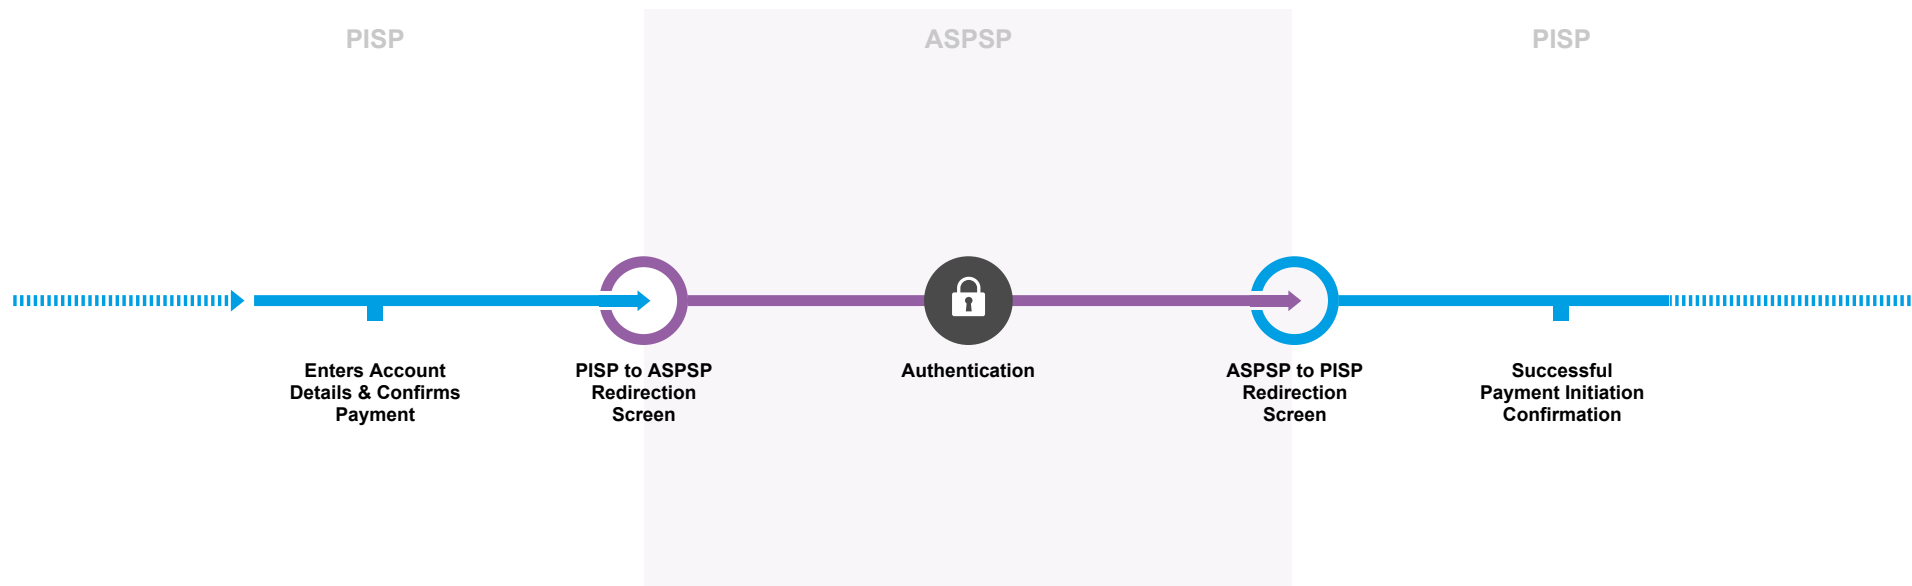 PISP
ASPSP
PISP
Enters Account
Details & Confirms
Payment
PISP to ASPSP
Redirection
Screen
Authentication
ASPSP to PISP
Redirection
Screen
Successful
Payment Initiation
Confirmation